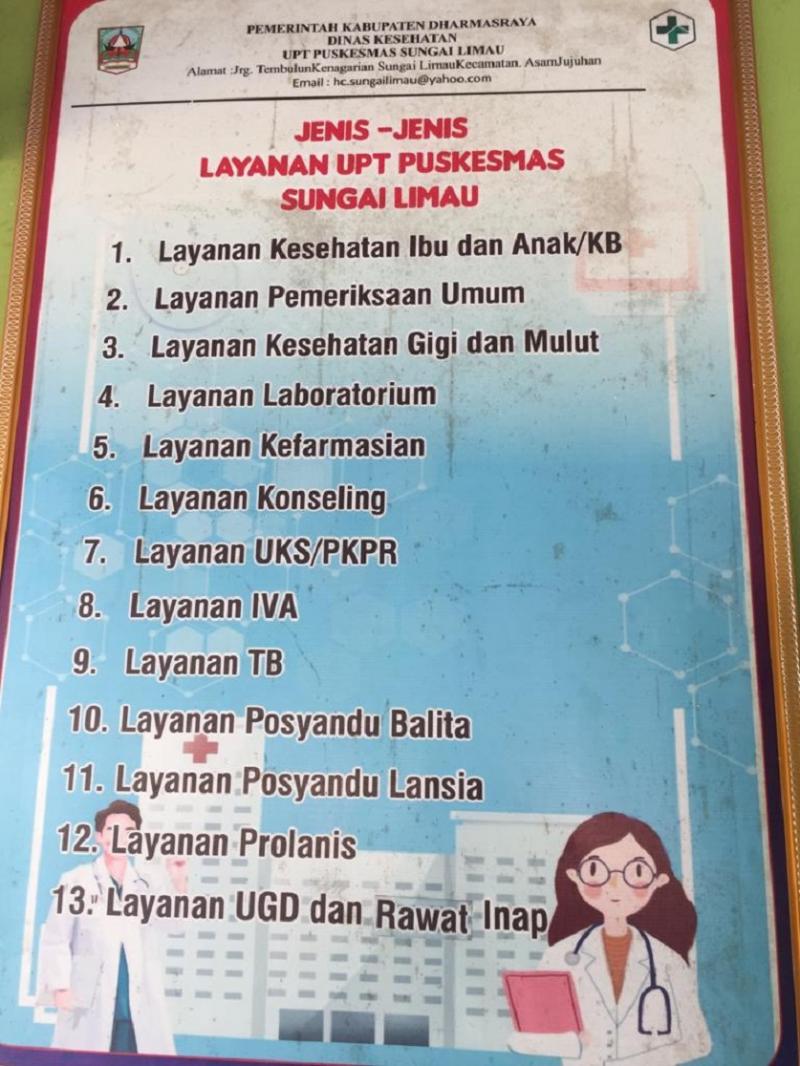 PEMERINTAH KABUPATEN DHARMASRAYA
DINAS KESEHATAN
UPT PUSKESMAS SUNGAI LIMAU
Alamat :Jrg. TembulunKenagarian Sungai LimauKecamatan. AsamJujuhan
Email : hc.sungailimau@yahoo.com
JENIS -JENIS
LAYANAN UPT PUSKESMAS
SUNGAI LIMAU
1. Layanan Kesehatan Ibu dan Anak/KB
2. Layanan Pemeriksaan Umum
3. Layanan Kesehatan Gigi dan Mulut
4. Layanan Laboratorium
5. Layanan Kefarmasian
6. Layanan Konseling
7. Layanan UKS/PKPR
8. Layanan IVA
9. Layanan TB
10. Layanan Posyandu Balita
11. Layanan Posyandu Lansia
12. Layanan Prolanis
13. Layanan UGD dan Rawat Inap